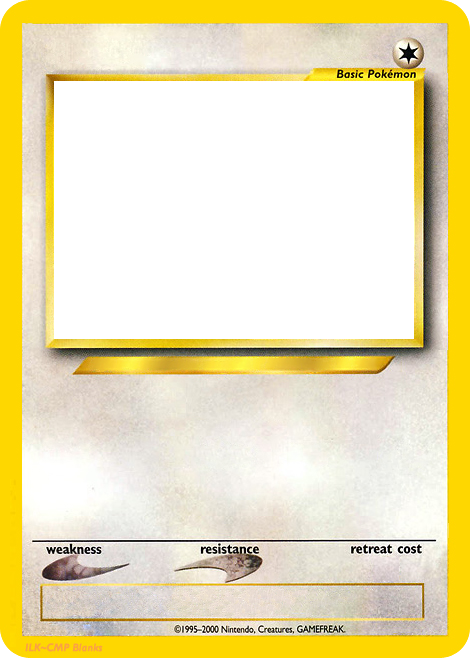 Basic Pokémon
weakness resistance retreat cost
©1995-2000 Nintendo, Creatures, GAMEFREAK.
ILK~CMP Blanks